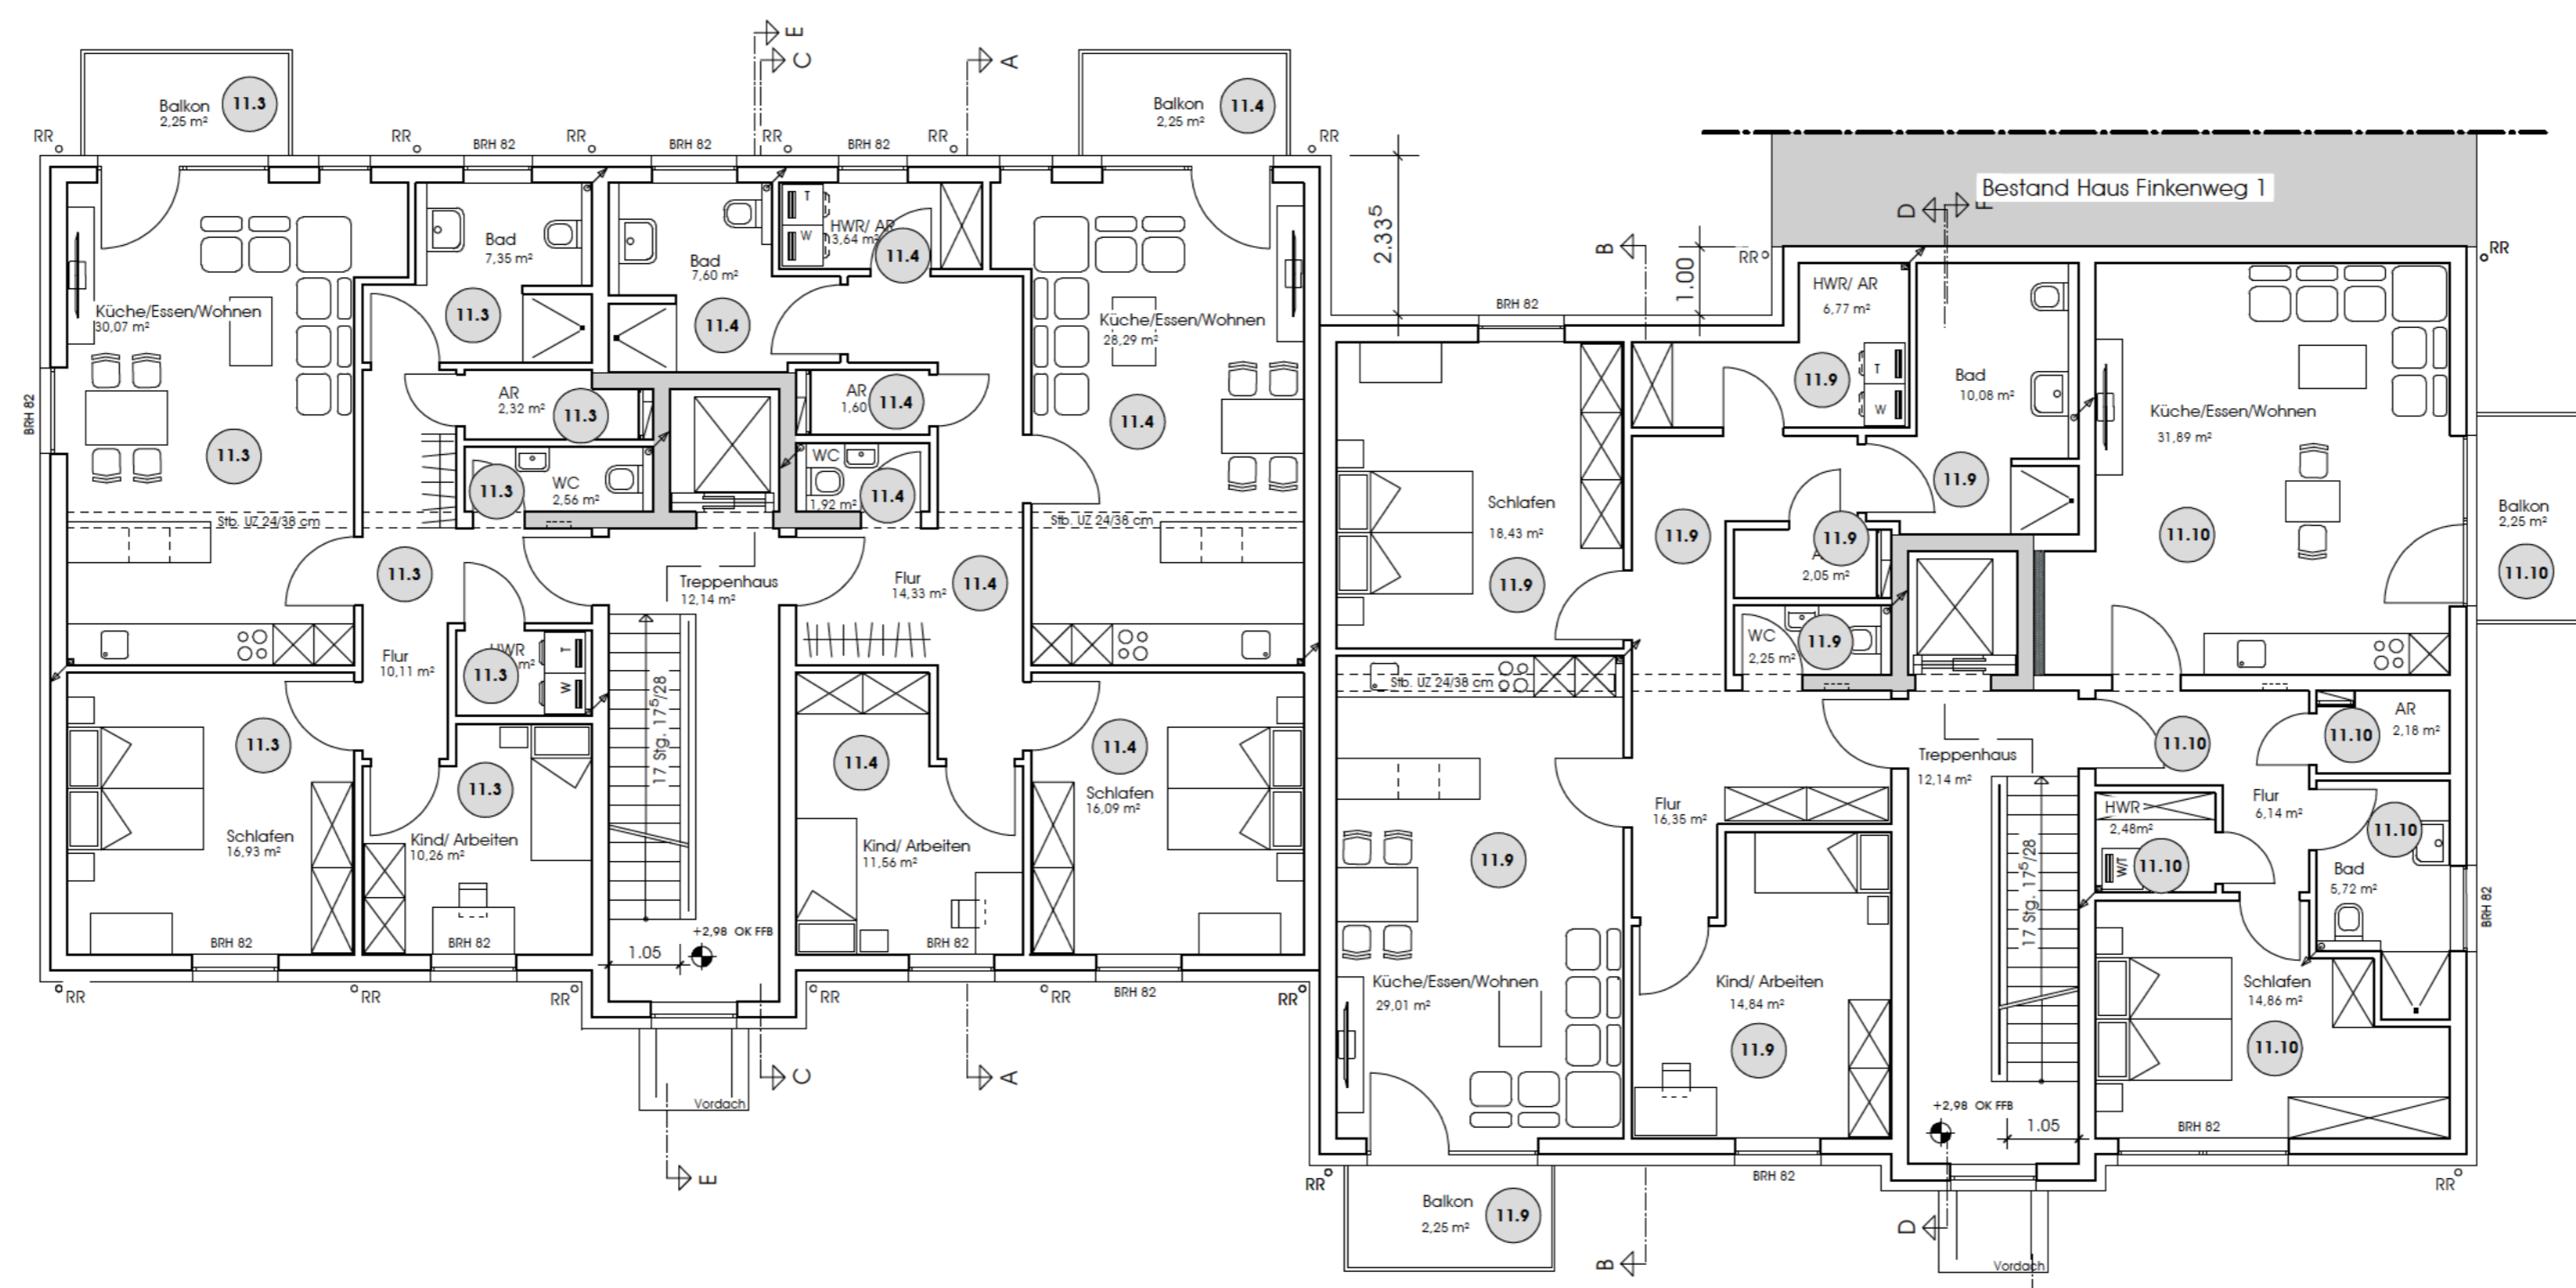 E
C
A
Balkon
2,25 m²
11.3
Balkon
2,25 m²
11.4
RR
RR
BRH 82
RR
BRH 82
RR
BRH 82
RR
RR
Bestand Haus Finkenweg 1
D
2.33⁵
B
1.00
RR
RR
Bad
7,35 m²
11.3
Bad
7,60 m²
11.4
T
W
HWR/ AR
3,64 m²
11.4
Küche/Essen/Wohnen
30,07 m²
11.3
Küche/Essen/Wohnen
28,29 m²
11.4
BRH 82
BRH 82
HWR/ AR
6,77 m²
11.9
T
W
Bad
10,08 m²
11.9
Küche/Essen/Wohnen
31,89 m²
11.10
Balkon
2,25 m²
11.10
AR
2,32 m²
11.3
AR
1,60
11.4
WC
2,56 m²
11.3
WC
1,92 m²
11.4
Stb. UZ 24/38 cm
Stb. UZ 24/38 cm
Schlafen
18,43 m²
11.9
11.9
11.9
2,05 m²
WC
2,25 m²
11.9
11.3
Treppenhaus
12,14 m²
Flur
14,33 m²
11.4
Flur
10,11 m²
HWR
m²
11.3
T
W
17 Stg. 17⁵/28
Stb. UZ 24/38 cm
11.3
Schlafen
16,93 m²
BRH 82
11.3
Kind/ Arbeiten
10,26 m²
BRH 82
11.4
Kind/ Arbeiten
11,56 m²
BRH 82
11.4
Schlafen
16,09 m²
BRH 82
+2,98 OK FFB
1.05
RR
RR
RR
RR
RR
RR
Vordach
C
A
E
11.9
Küche/Essen/Wohnen
29,01 m²
Flur
16,35 m²
Kind/ Arbeiten
14,84 m²
11.9
BRH 82
Treppenhaus
12,14 m²
17 Stg. 17⁵/28
11.10
AR
2,18 m²
11.10
Flur
6,14 m²
HWR
2,48m²
W/T
11.10
11.10
Bad
5,72 m²
BRH 82
Schlafen
14,86 m²
11.10
BRH 82
+2,98 OK FFB
1.05
RR
RR
Balkon
2,25 m²
11.9
B
D
Vordach